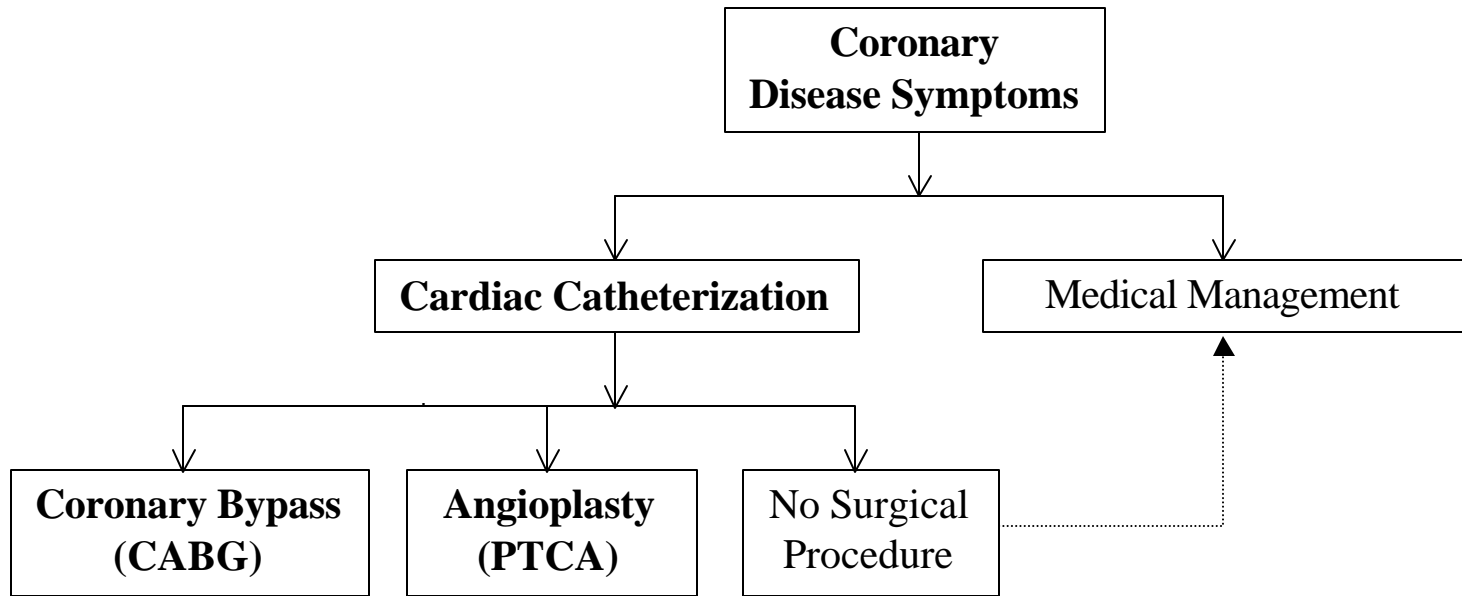 Coronary
Disease Symptoms
Cardiac Catheterization
Medical Management
Coronary Bypass
(CABG)
Angioplasty
(PTCA)
No Surgical
Procedure